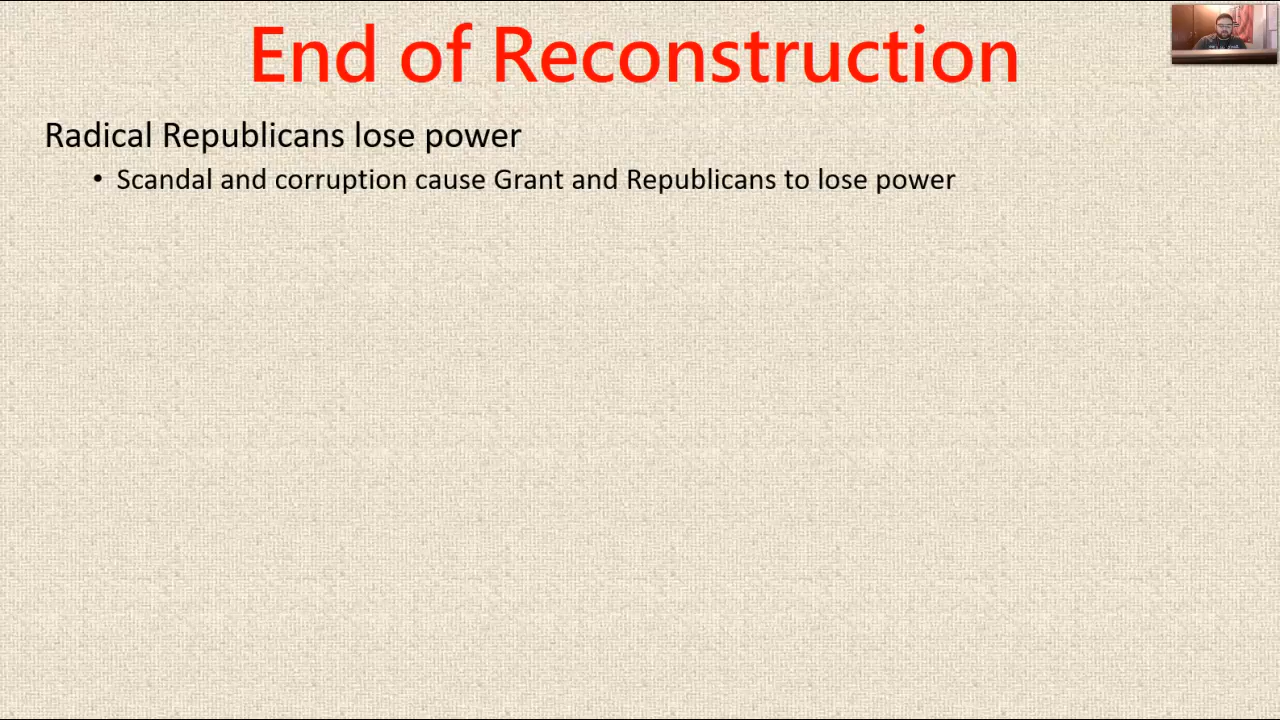 End of Reconstruction
Radical Republicans lose power
• Scandal and corruption cause Grant and Republicans to lose power